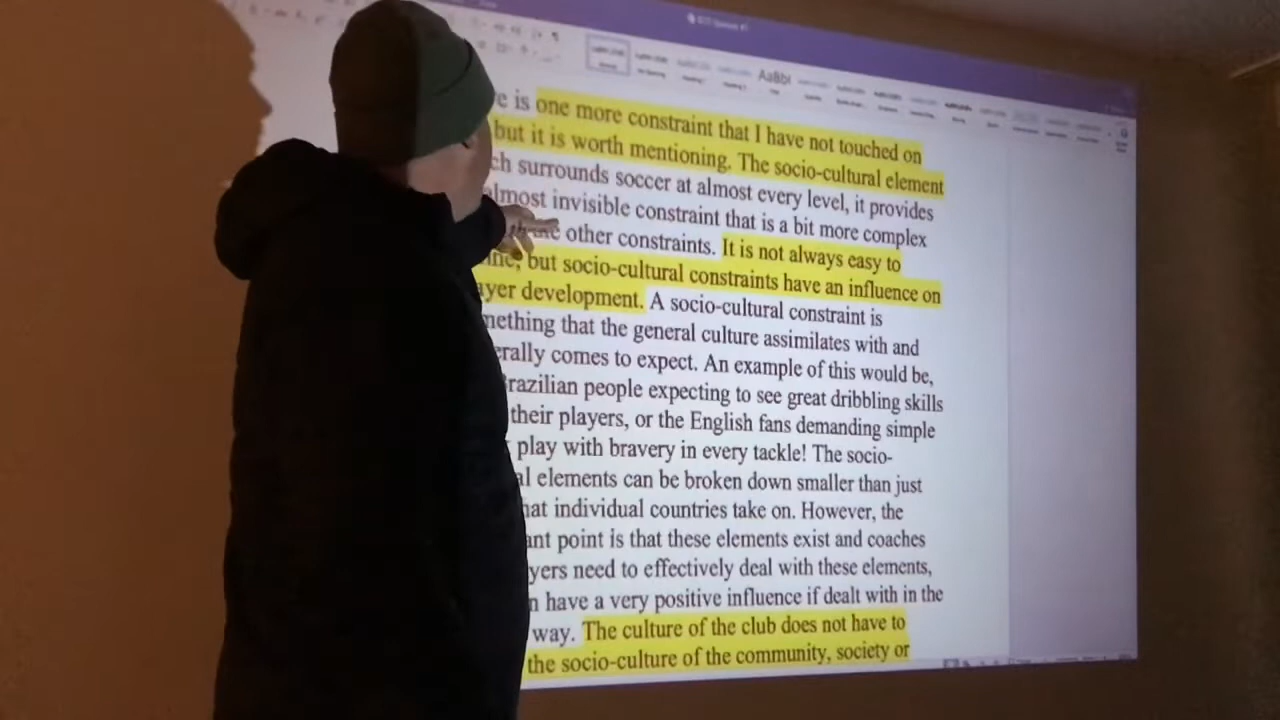 AaBbI
is one more constraint that I have not touched on
but it is worth mentioning. The socio-cultural element
surrounds soccer at almost every level, it provides
almost invisible constraint that is a bit more complex
other constraints. It is not always easy to
but socio-cultural constraints have an influence on
development. A socio-cultural constraint is
that the general culture assimilates with and
comes to expect. An example of this would be,
Brazilian people expecting to see great dribbling skills
their players, or the English fans demanding simple
play with bravery in every tackle! The socio-
elements can be broken down smaller than just
individual countries take on. However, the
point is that these elements exist and coaches
need to effectively deal with these elements,
have a very positive influence if dealt with in the
way. The culture of the club does not have to
the socio-culture of the community, society or